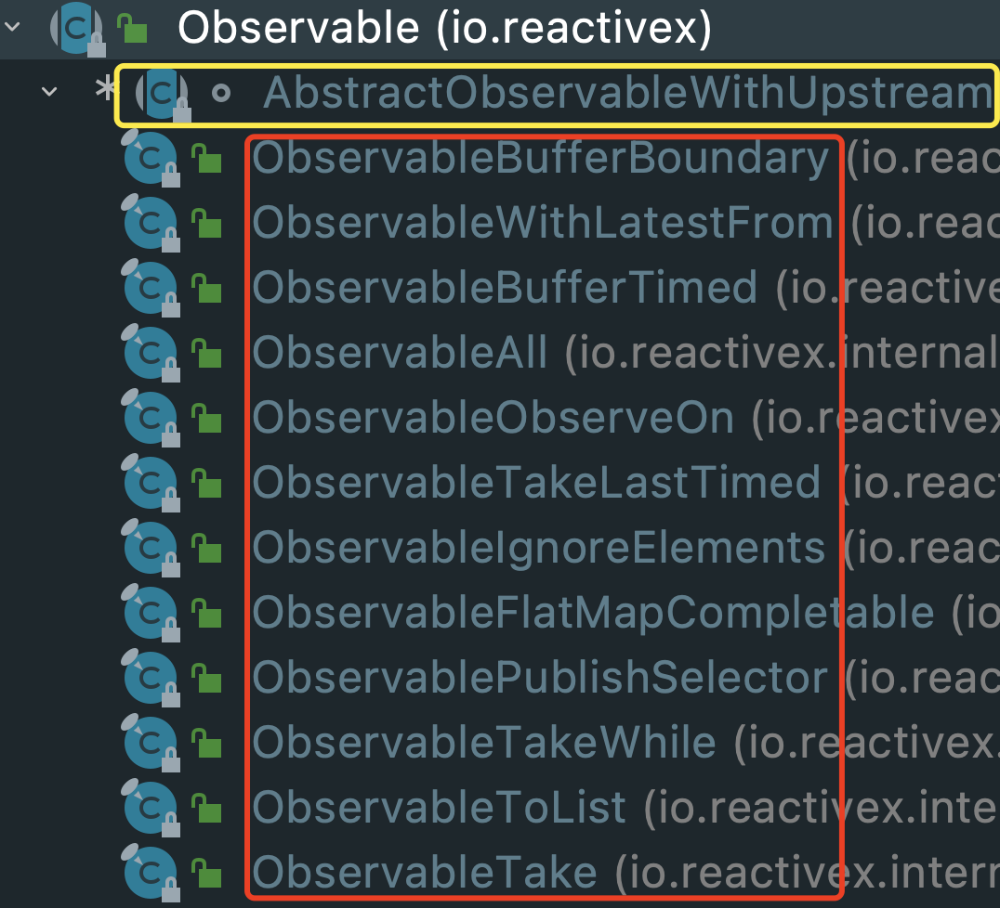 Observable (io.reactivex)
* AbstractObservableWithUpstream
ObservableBufferBoundary (io.reac
ObservableWithLatestFrom (io.reac
ObservableBufferTimed (io.reactive
ObservableAll (io.reactivex.internal
ObservableObserveOn (io.reactivex
ObservableTakeLastTimed (io.react
ObservableIgnoreElements (io.reac
ObservableFlatMapCompletable (io
ObservablePublishSelector (io.reac
ObservableTakeWhile (io.reactivex.
ObservableToList (io.reactivex.inte
ObservableTake (io.reactivex.intern